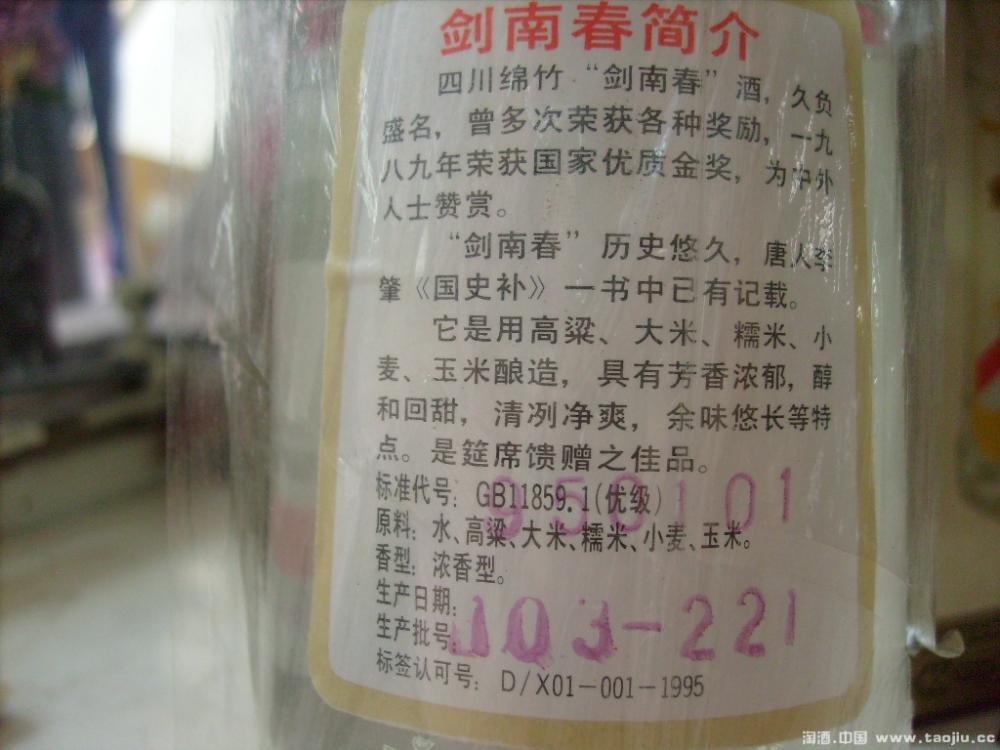 剑南春简介
四川绵竹“剑南春”酒，久负
盛名，曾多次荣获各种奖励，一九
八九年荣获国家优质金奖，为中外
人士赞赏。
“剑南春”历史悠久，唐人李
肇《国史补》一书中已有记载。
它是用高粱、大米、糯米、小
麦、玉米酿造，具有芳香浓郁，醇
和回甜，清冽净爽，余味悠长等特
点。是筵席馈赠之佳品。
标准代号：GB11859.1(优级)
原料：水、高粱、大米、糯米、小麦、玉米。
香型：浓香型。
生产日期：
生产批号：103-221
标签认可号：D/X01-001-1995
淘酒.中国 www.taojiu.cc